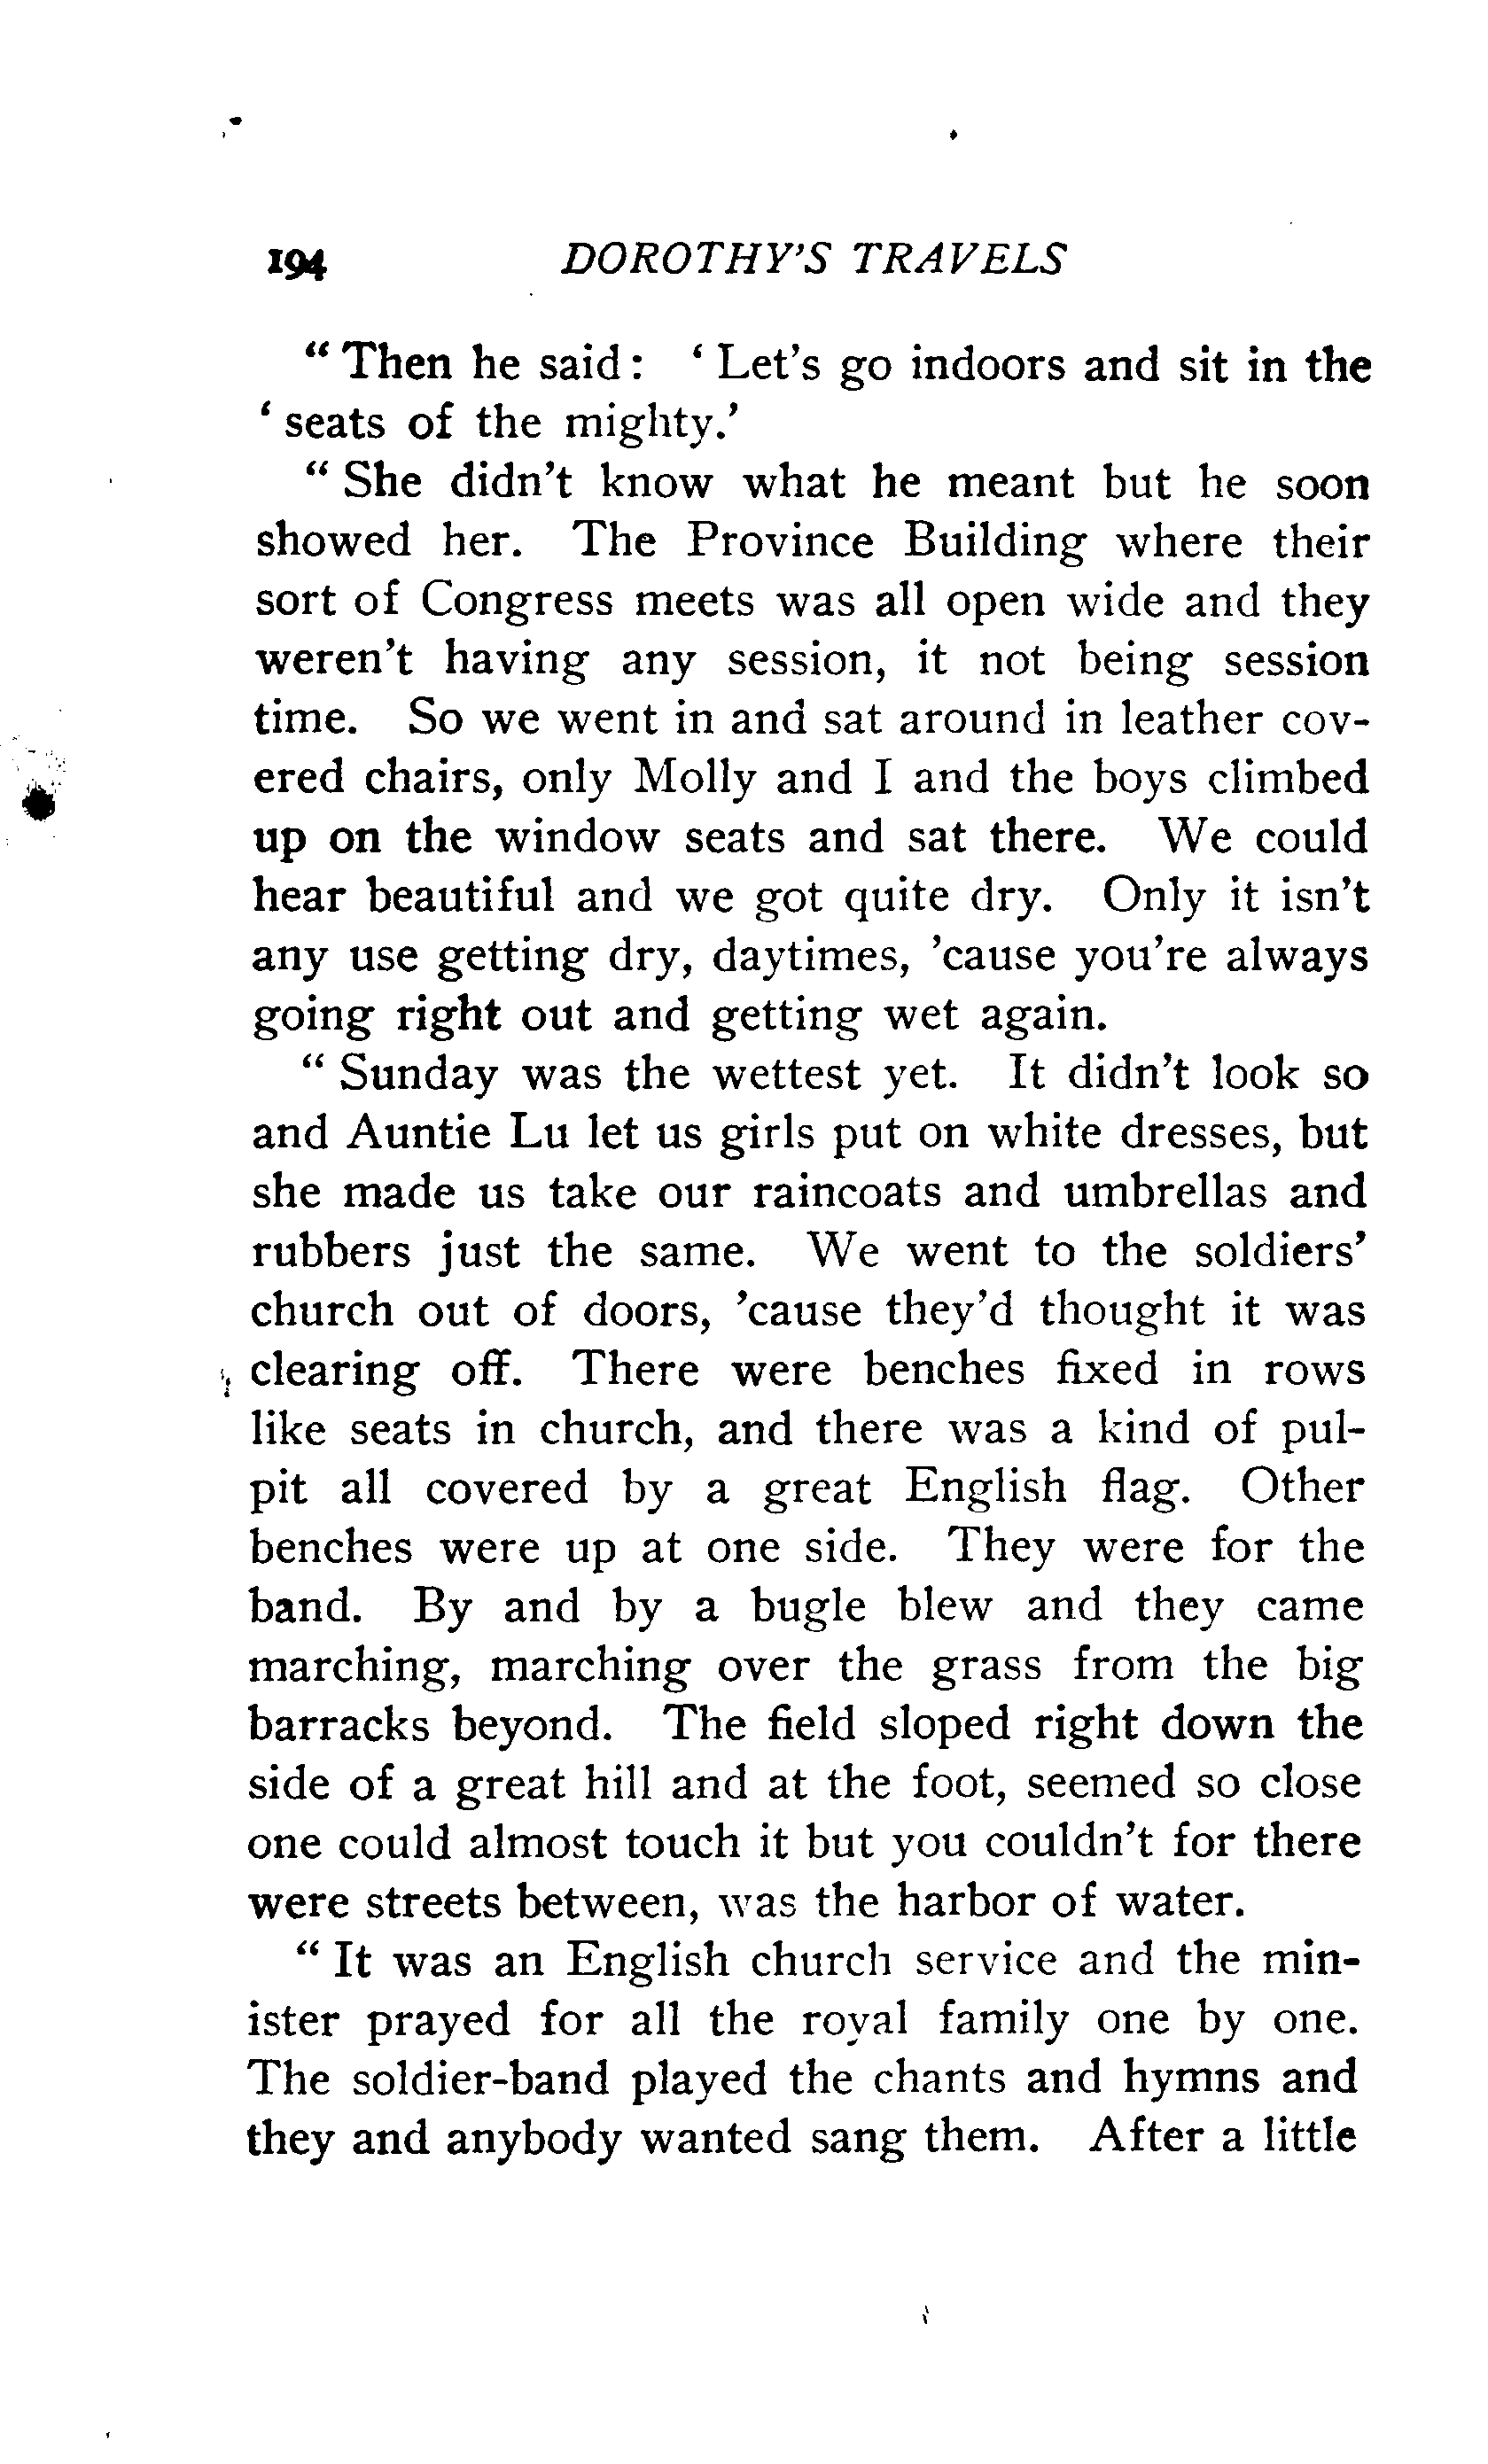 194 DOROTHY'S TRAVELS
" Then he said: ' Let's go indoors and sit in the
' seats of the mighty.'
" She didn't know what he meant but he soon
showed her. The Province Building where their
sort of Congress meets was all open wide and they
weren't having any session, it not being session
time. So we went in and sat around in leather cov-
ered chairs, only Molly and I and the boys climbed
up on the window seats and sat there. We could
hear beautiful and we got quite dry. Only it isn't
any use getting dry, daytimes, 'cause you're always
going right out and getting wet again.
" Sunday was the wettest yet. It didn't look so
and Auntie Lu let us girls put on white dresses, but
she made us take our raincoats and umbrellas and
rubbers just the same. We went to the soldiers'
church out of doors, 'cause they'd thought it was
clearing off. There were benches fixed in rows
like seats in church, and there was a kind of pul-
pit all covered by a great English flag. Other
benches were up at one side. They were for the
band. By and by a bugle blew and they came
marching, marching over the grass from the big
barracks beyond. The field sloped right down the
side of a great hill and at the foot, seemed so close
one could almost touch it but you couldn't for there
were streets between, was the harbor of water.
" It was an English church service and the min-
ister prayed for all the royal family one by one.
The soldier-band played the chants and hymns and
they and anybody wanted sang them. After a little